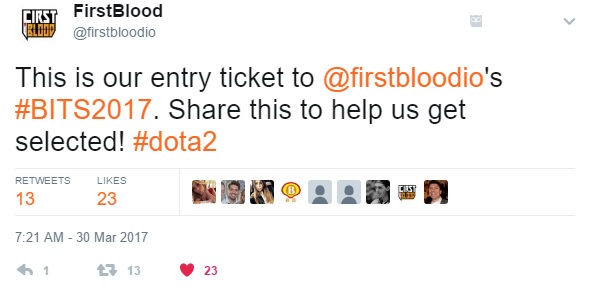 CIRST
BLOOD
FirstBlood
@firstbloodio
This is our entry ticket to @firstbloodio's
#BITS2017. Share this to help us get
selected! #dota2
RETWEETS LIKES
13 23
7:21 AM - 30 Mar 2017
1 13 23